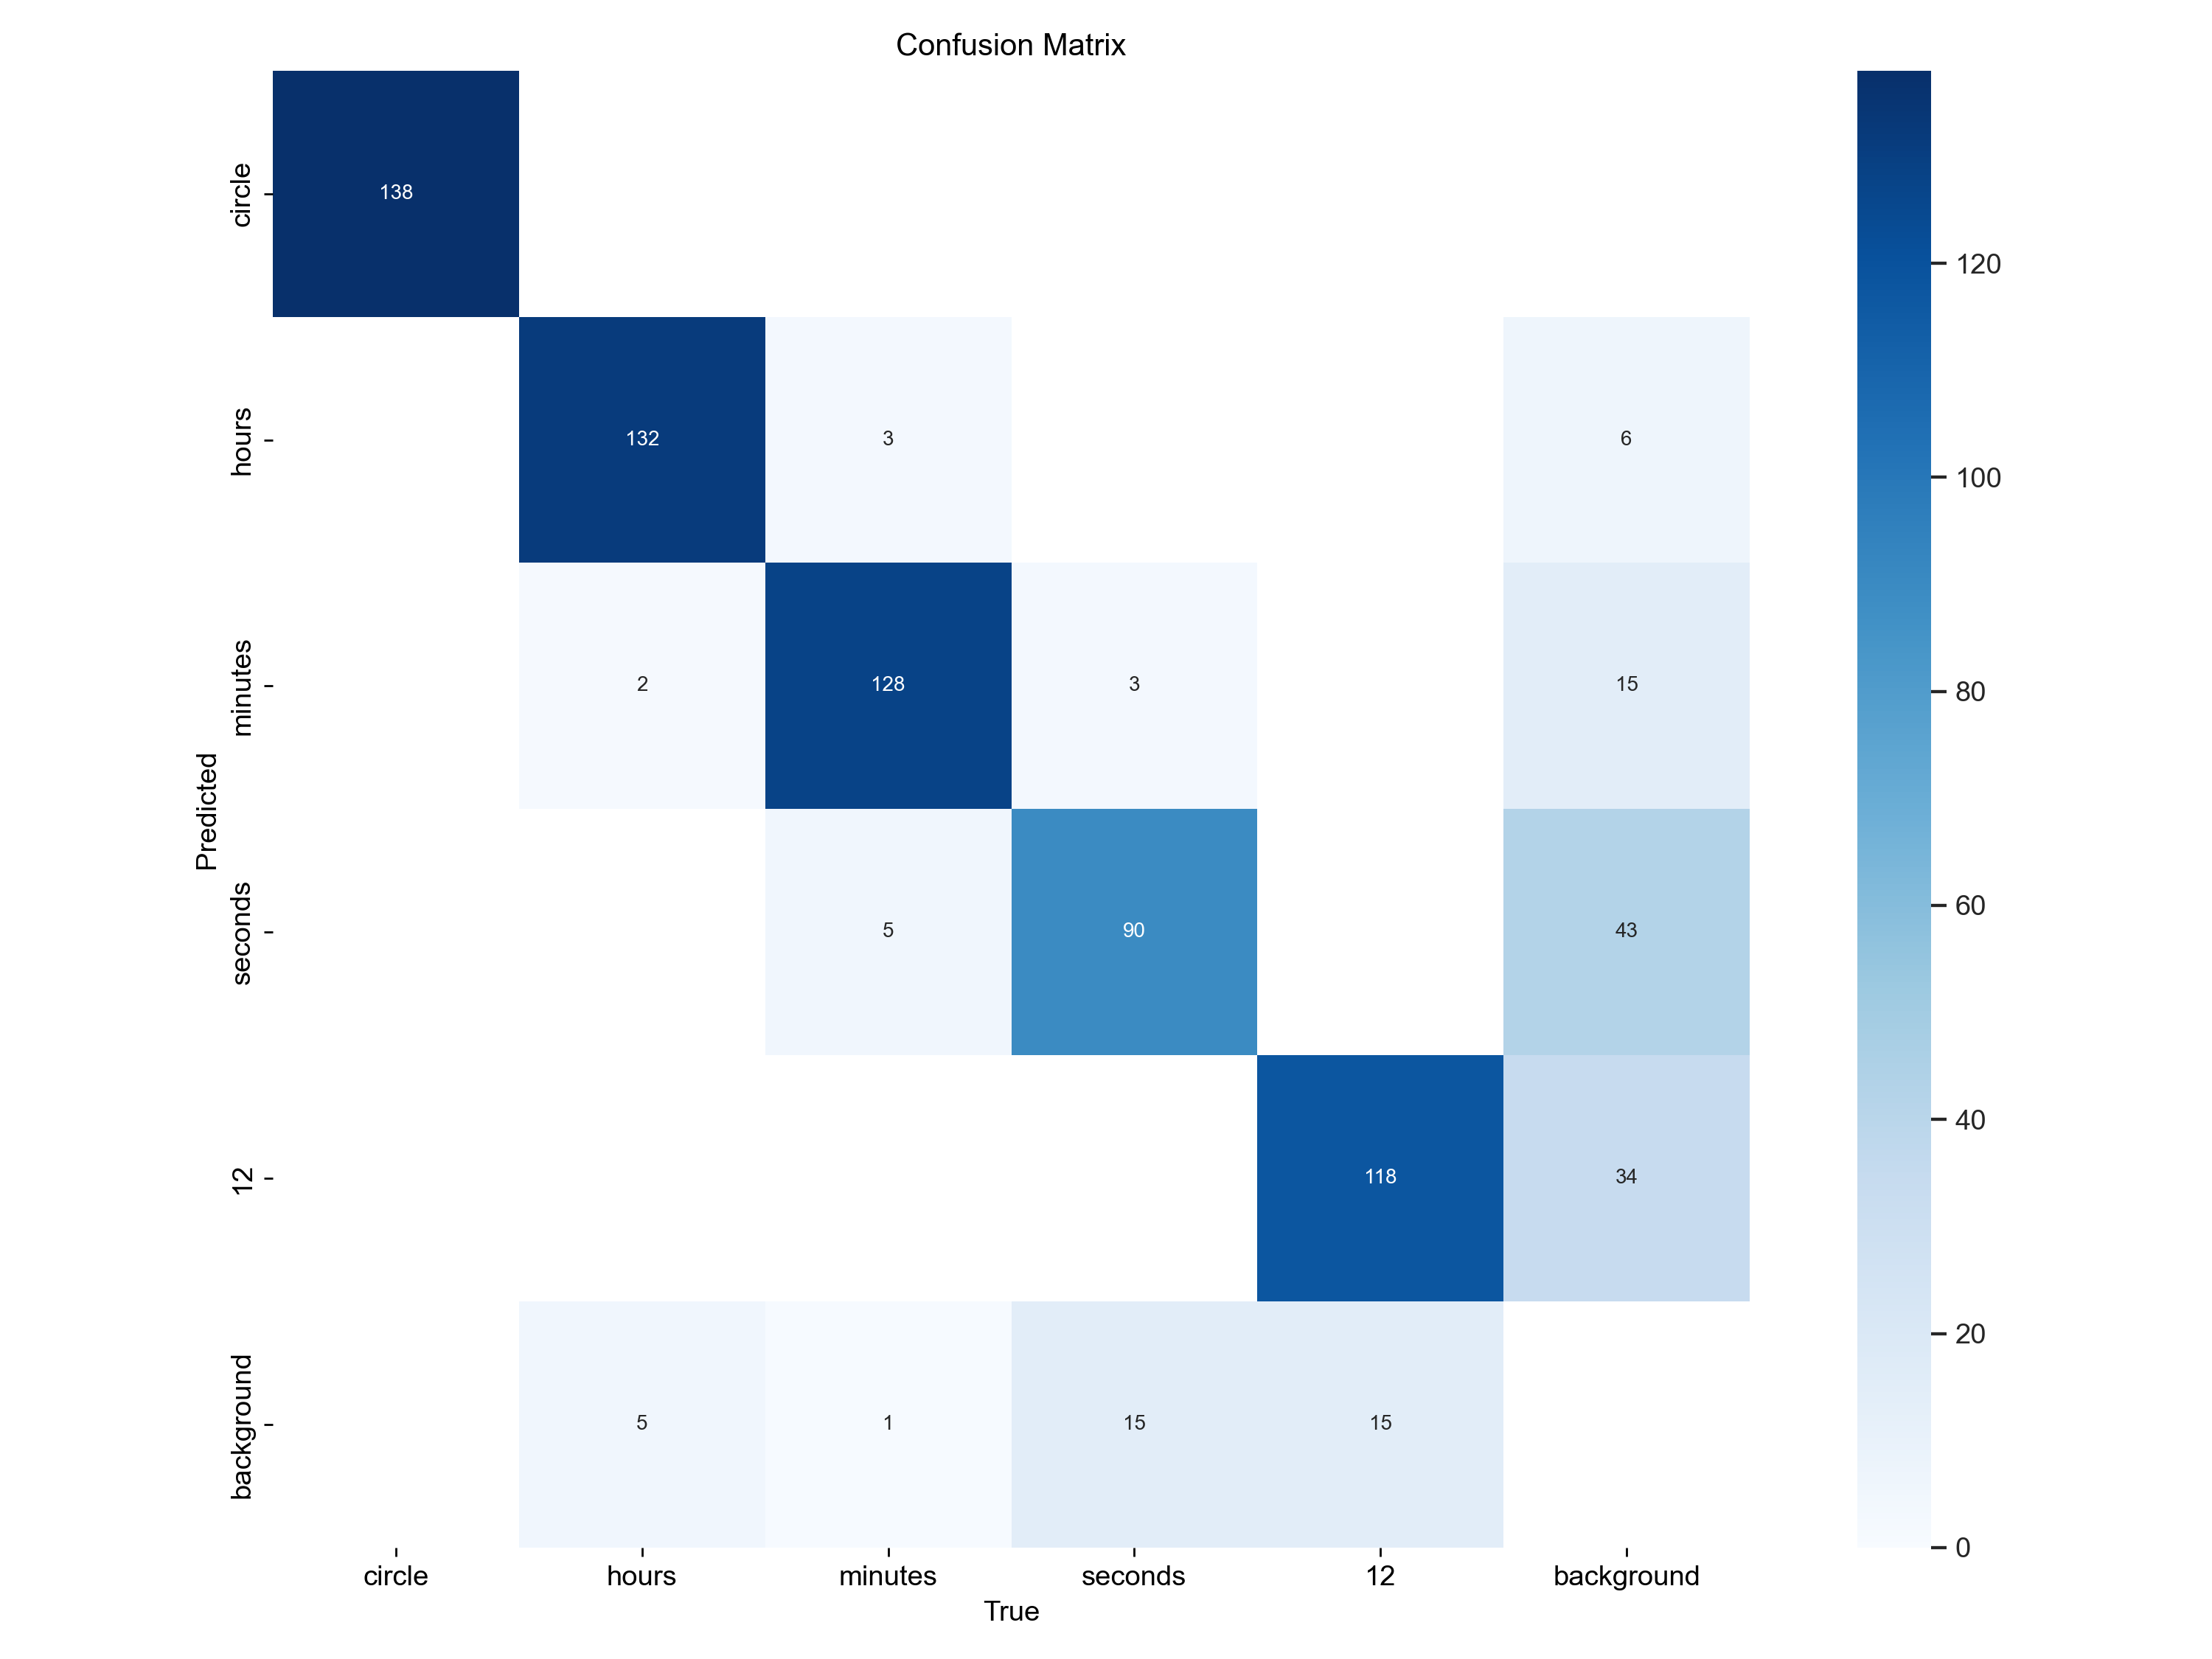 Confusion Matrix
circle
138
hours
132 3 6
minutes
2 128 3 15
seconds
5 90 43
12
118 34
background
5 1 15 15
Predicted
circle hours minutes seconds 12 background
True
120
100
80
60
40
20
0